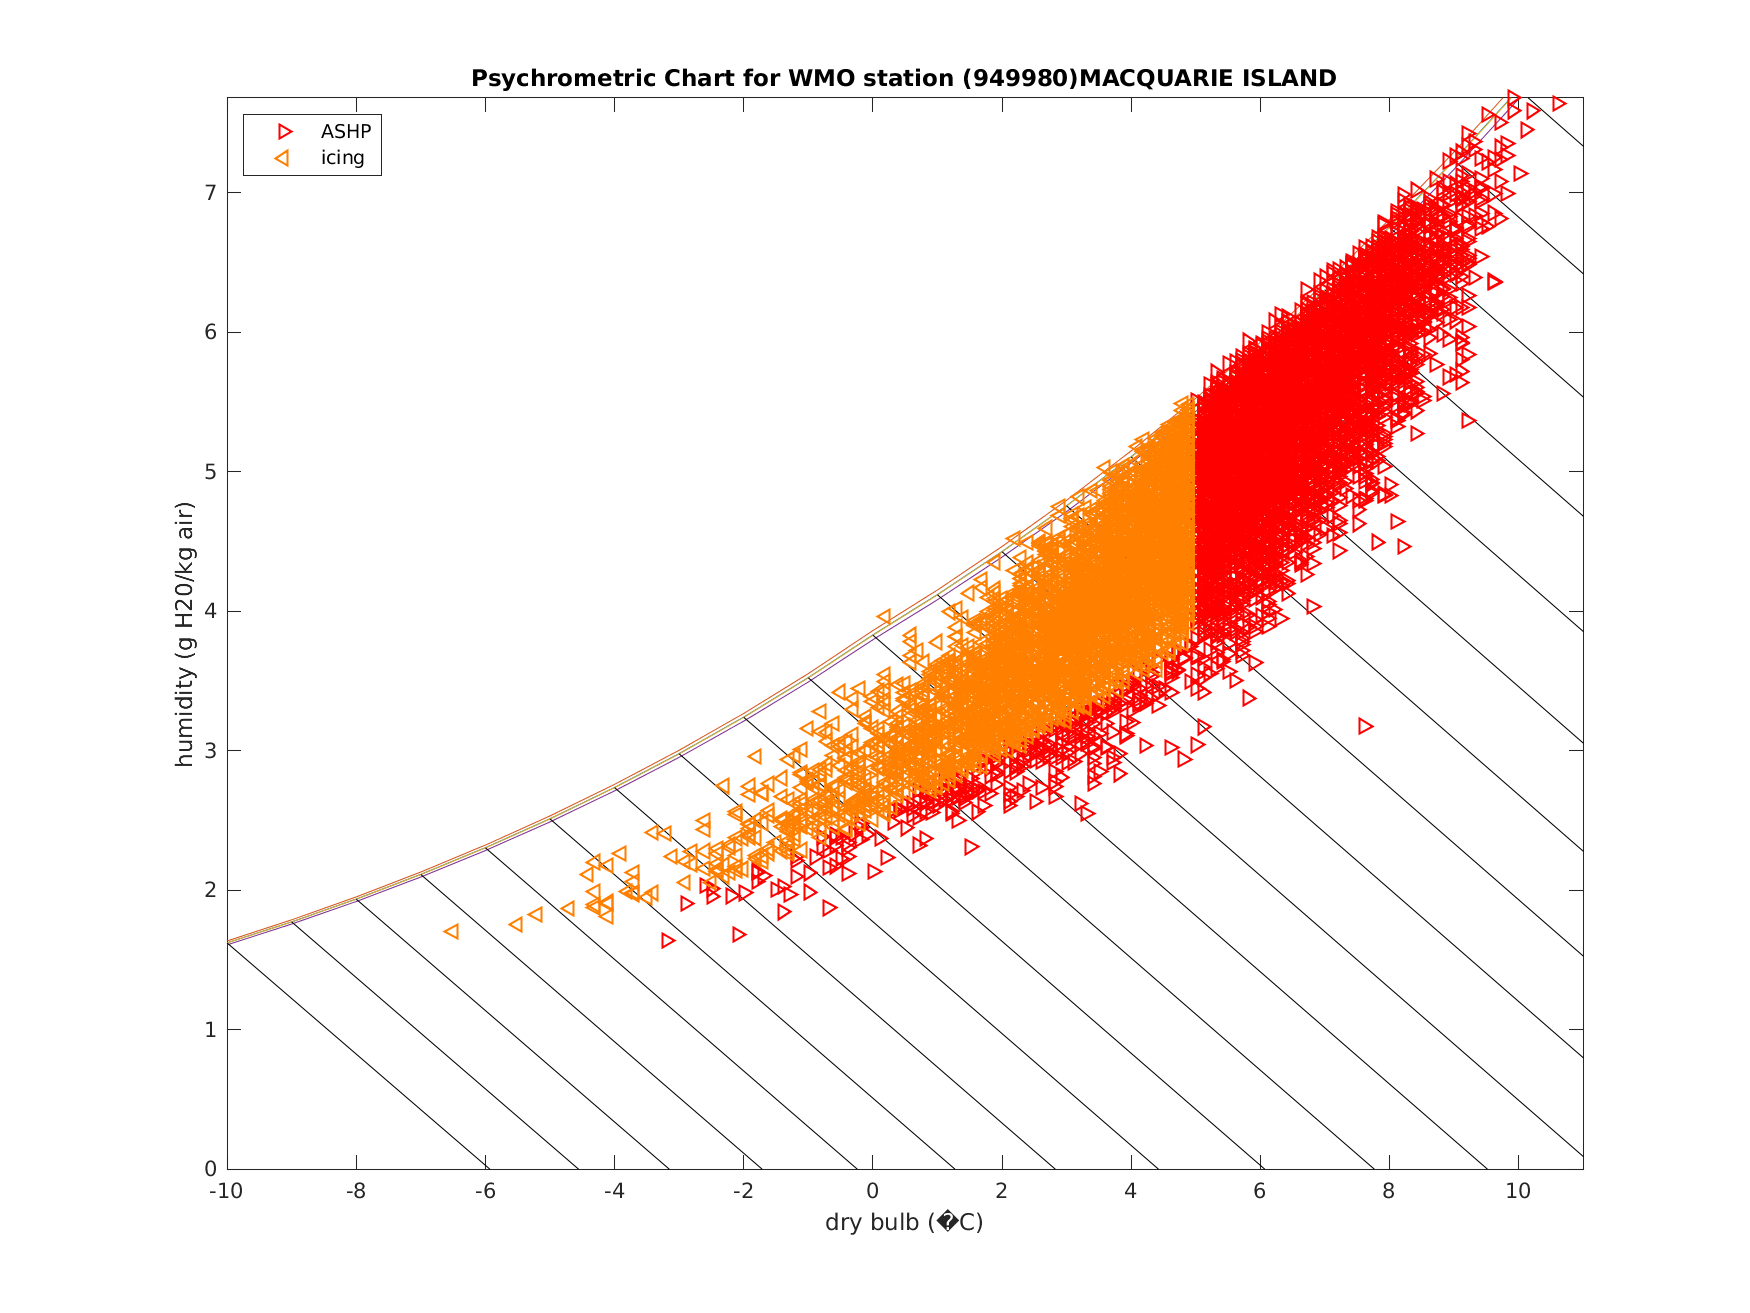 Psychrometric Chart for WMO station (949980)MACQUARIE ISLAND
ASHP
icing
humidity (g H20/kg air)
7
6
5
4
3
2
1
0
-10 -8 -6 -4 -2 0 2 4 6 8 10
dry bulb (�C)